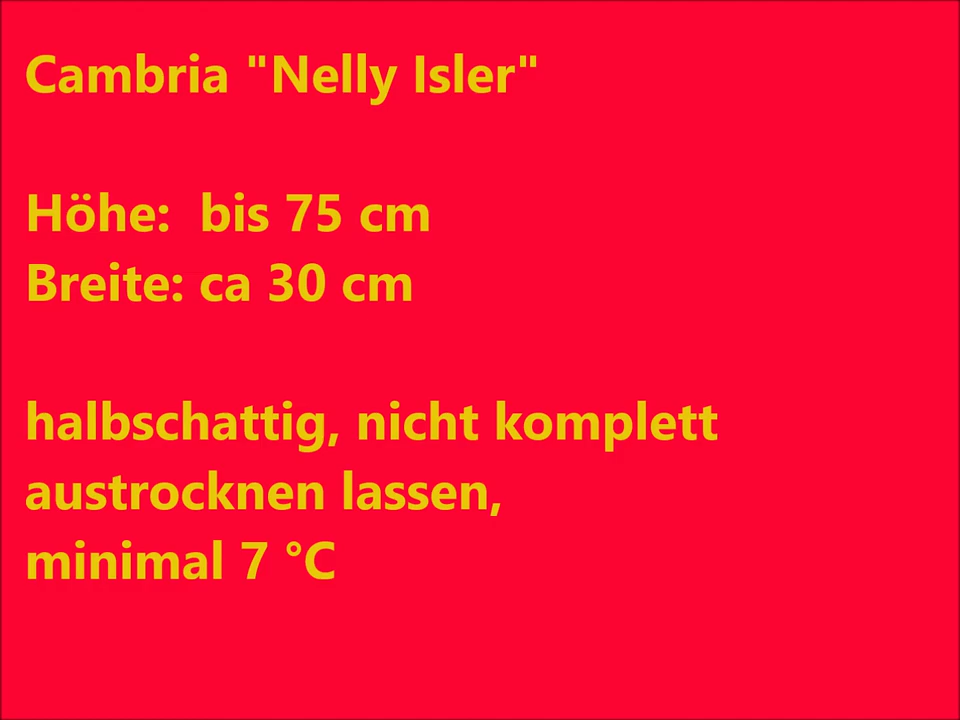 Cambria "Nelly Isler"
Höhe:  bis 75 cm
Breite: ca 30 cm
halbschattig, nicht komplett
austrocknen lassen,
minimal 7 °C